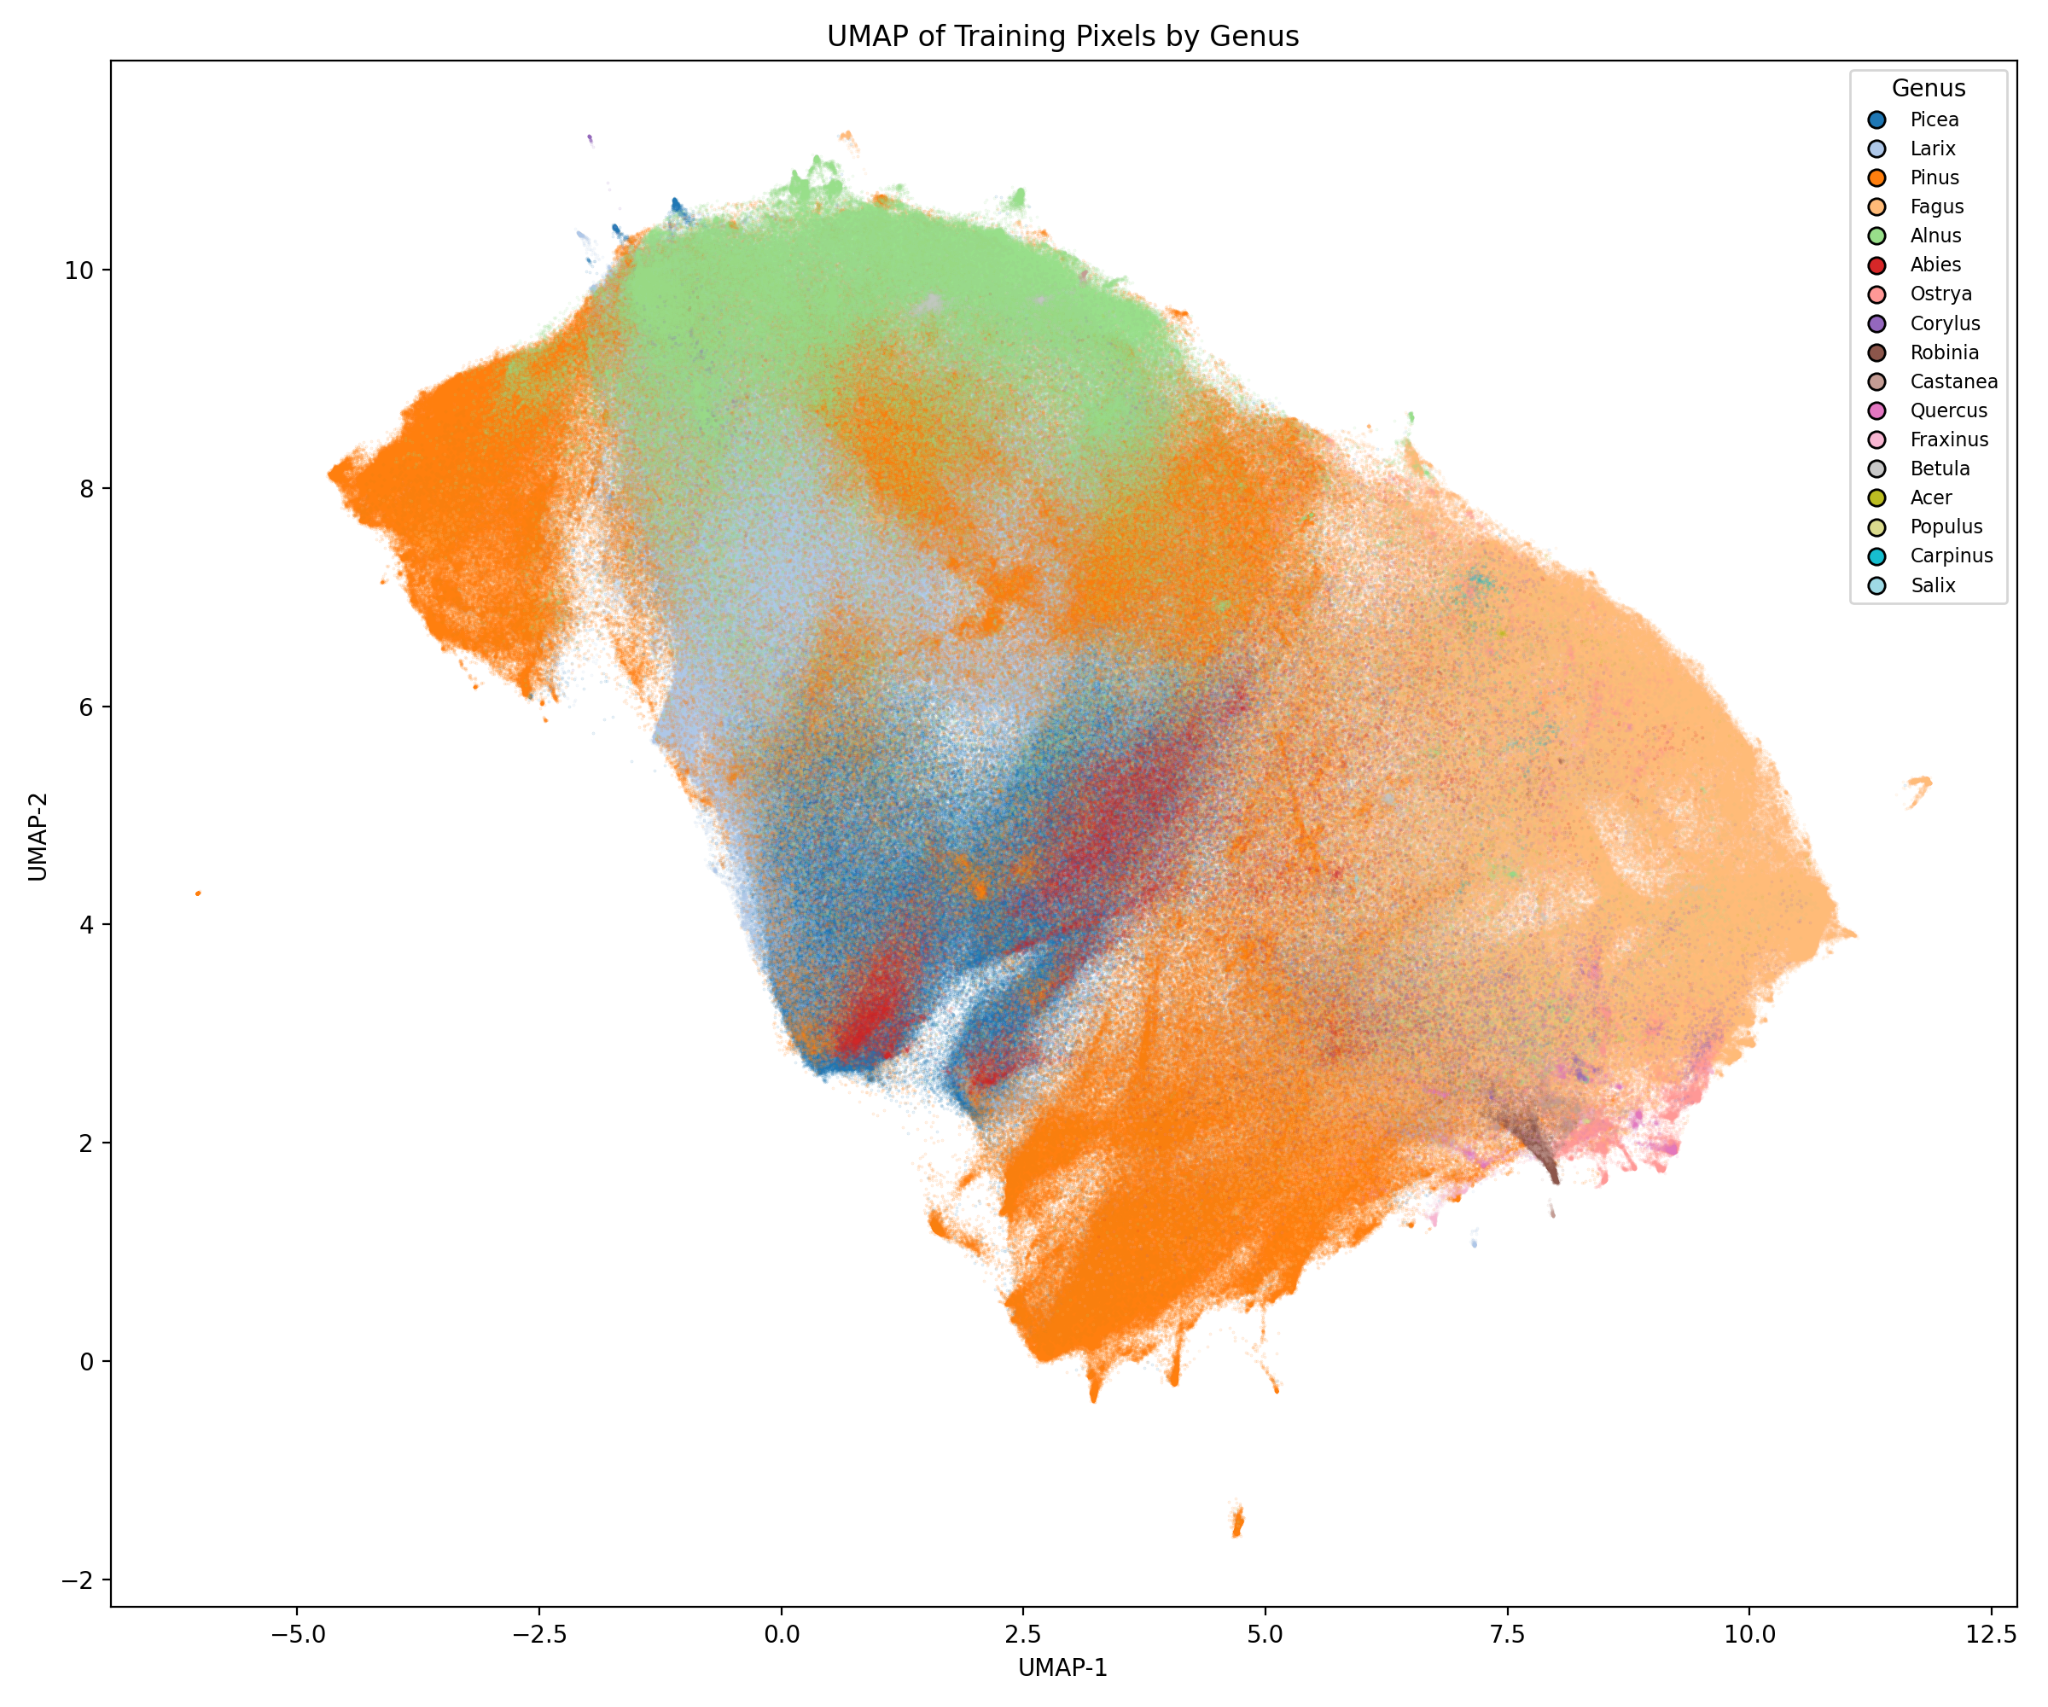 UMAP of Training Pixels by Genus
Genus
Picea
Larix
Pinus
Fagus
Alnus
Abies
Ostrya
Corylus
Robinia
Castanea
Quercus
Fraxinus
Betula
Acer
Populus
Carpinus
Salix
10
8
6
4
2
0
−2
UMAP-2
−5.0 −2.5 0.0 2.5 5.0 7.5 10.0 12.5
UMAP-1